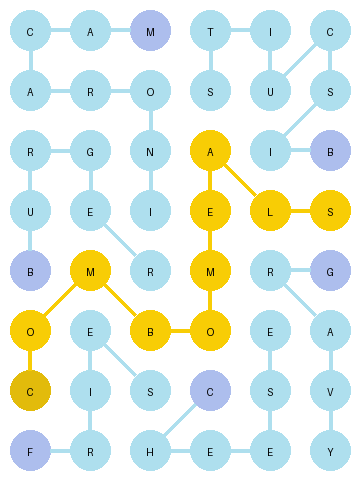 C A M T I C
A R O S U S
R G N A I B
U E I E L S
B M R M R G
O E B O E A
C I S C S V
F R H E E Y